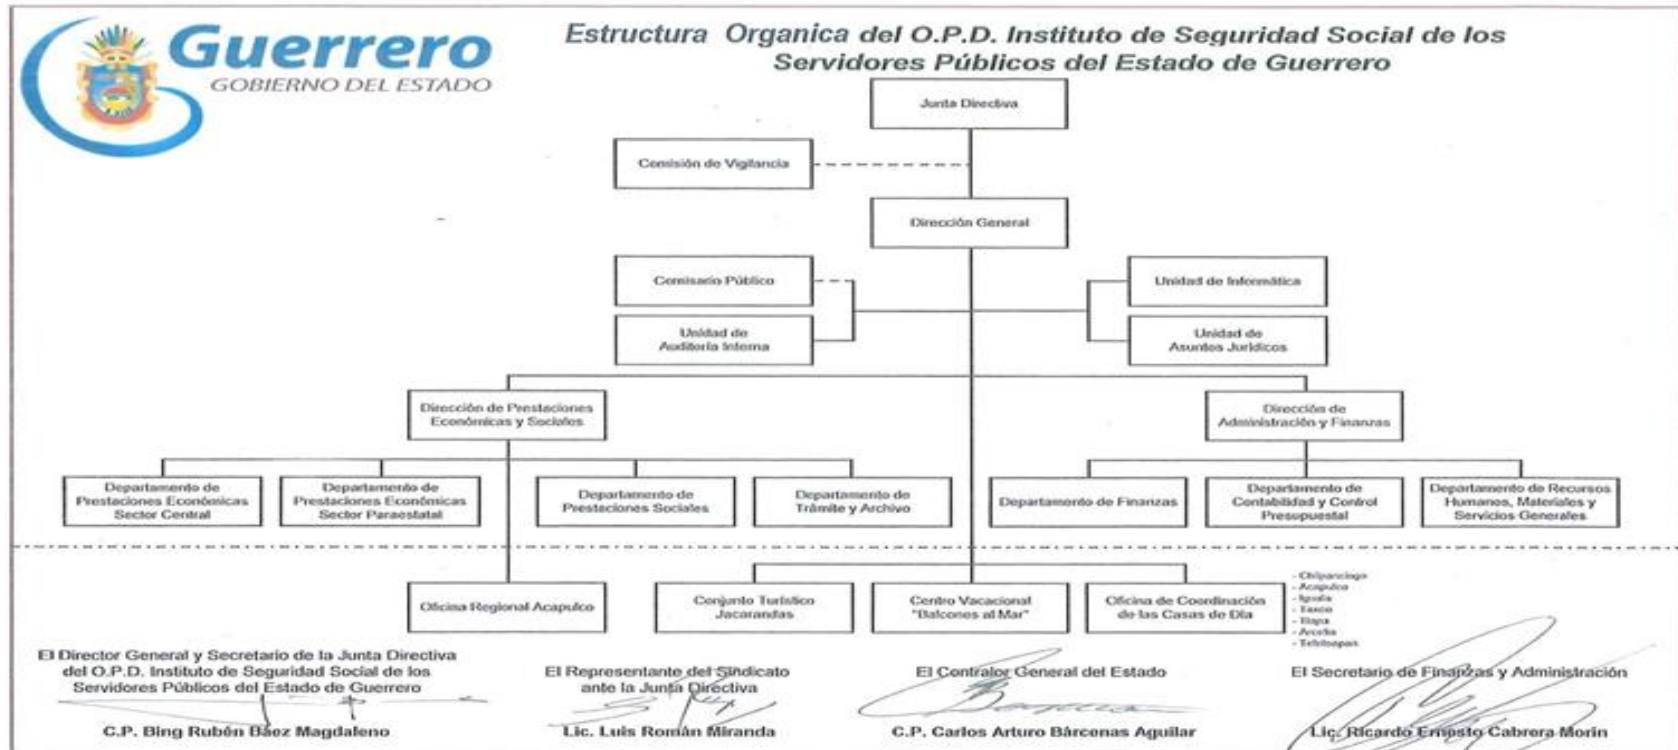 Guerrero
GOBIERNO DEL ESTADO
Estructura Organica del O.P.D. Instituto de Seguridad Social de los
Servidores Públicos del Estado de Guerrero
Junta Directiva
Comisión de Vigilancia
Dirección General
Comisario Público
Unidad de Informática
Unidad de
Auditoría Interna
Unidad de
Asuntos Jurídicos
Dirección de Prestaciones
Económicas y Sociales
Dirección de
Administración y Finanzas
Departamento de
Prestaciones Económicas
Sector Central
Departamento de
Prestaciones Económicas
Sector Paraestatal
Departamento de
Prestaciones Sociales
Departamento de
Trámite y Archivo
Departamento de Finanzas
Departamento de
Contabilidad y Control
Presupuestal
Departamento de Recursos
Humanos, Materiales y
Servicios Generales
Oficina Regional Acapulco
Conjunto Turístico
Jacarandas
Centro Vacacional
"Balcones al Mar"
Oficina de Coordinación
de las Casas de Día
- Chilpancingo
- Acapulco
- Iguala
- Taxco
- Tlapa
- Arcelia
El Director General y Secretario de la Junta Directiva
del O.P.D. Instituto de Seguridad Social de los
Servidores Públicos del Estado de Guerrero
C.P. Bing Rubén Báez Magdaleno
El Representante del Sindicato
ante la Junta Directiva
Lic. Luis Román Miranda
El Contralor General del Estado
C.P. Carlos Arturo Bárcenas Aguilar
El Secretario de Finanzas y Administración
Lic. Ricardo Ernesto Cabrera Morin